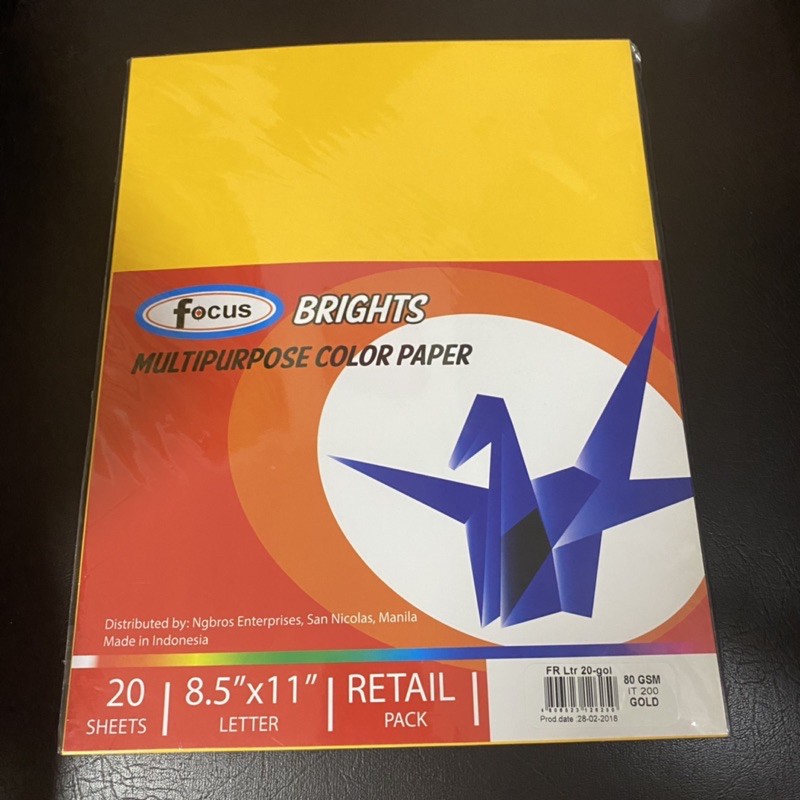 focus BRIGHTS
MULTIPURPOSE COLOR PAPER
Distributed by: Ngbros Enterprises, San Nicolas, Manila
Made in Indonesia
20 SHEETS
8.5”x11” LETTER
RETAIL PACK
FR Ltr 20-gol
Prod.date :28-02-2018
80 GSM
IT 200
GOLD